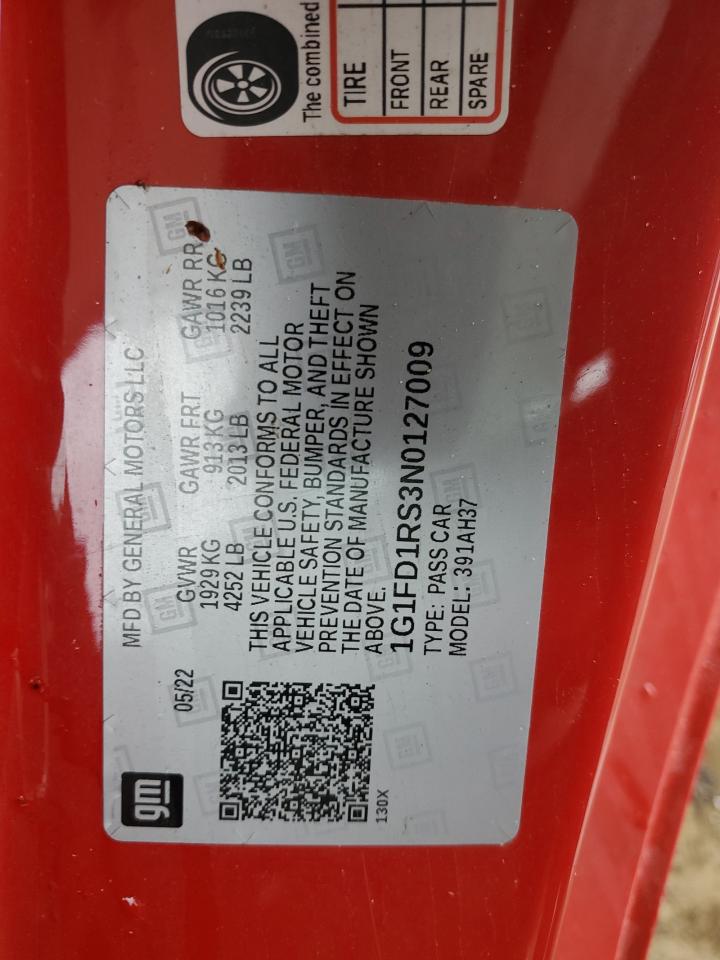 gm
MFD BY GENERAL MOTORS LLC
05/22
GVWR GAWR FRT GAWR RR
1929 KG 913 KG 1016 KG
4252 LB 2013 LB 2239 LB
THIS VEHICLE CONFORMS TO ALL
APPLICABLE U.S. FEDERAL MOTOR
VEHICLE SAFETY, BUMPER, AND THEFT
PREVENTION STANDARDS IN EFFECT ON
THE DATE OF MANUFACTURE SHOWN
ABOVE.
130X
1G1FD1RS3N0127009
TYPE: PASS CAR
MODEL: 391AH37
The combined
TIRE
FRONT
REAR
SPARE